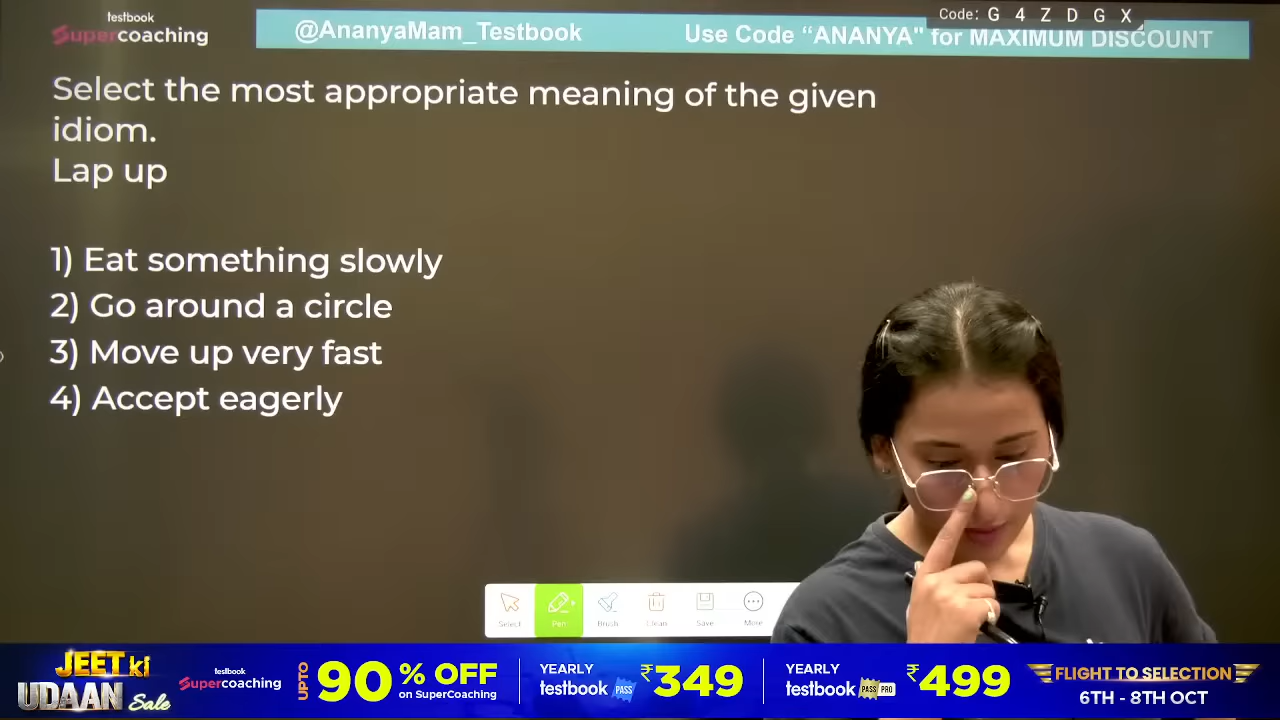 testbook
Supercoaching
@AnanyaMam_Testbook
Use Code “ANANYA" for MAXIMUM DISCOUNT
Code: G 4 Z D G X
Select the most appropriate meaning of the given
idiom.
Lap up
1) Eat something slowly
2) Go around a circle
3) Move up very fast
4) Accept eagerly
Select
Pen
Brush
Clean
Save
More
JEET ki
UDAAN Sale
testbook
Supercoaching
UPTO 90 % OFF
on SuperCoaching
YEARLY
testbook PASS
₹349
YEARLY
testbook PASS PRO
₹499
FLIGHT TO SELECTION
6TH - 8TH OCT